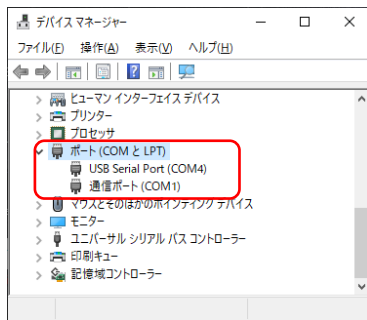 デバイス マネージャー
ファイル(F) 操作(A) 表示(V) ヘルプ(H)
ヒューマン インターフェイス デバイス
プリンター
プロセッサ
ポート (COM と LPT)
USB Serial Port (COM4)
通信ポート (COM1)
マウスとそのほかのポインティング デバイス
モニター
ユニバーサル シリアル バス コントローラー
印刷キュー
記憶域コントローラー